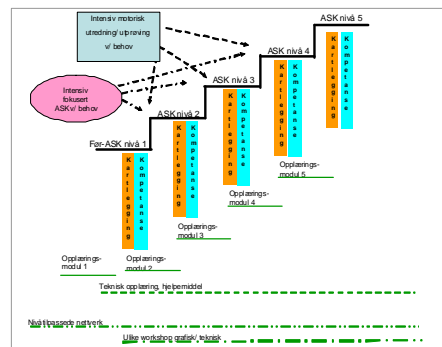 Intensiv motorisk
utredning/ utprøving
v/ behov
ASK nivå 5
ASK nivå 4
Intensiv
fokusert
ASK v/ behov
ASK nivå 3
ASK nivå 2
Før-ASK nivå 1
Kartlegging
Kompetanse
Kartlegging
Kompetanse
Kartlegging
Kompetanse
Kartlegging
Kompetanse
Kartlegging
Kompetanse
Opplærings-
modul 5
Opplærings-
modul 4
Opplærings-
modul 3
Opplærings-
modul 1
Opplærings-
modul 2
Teknisk opplæring, hjelpemiddel
Nivåtilpassede nettverk
Ulike workshop grafisk/ teknisk